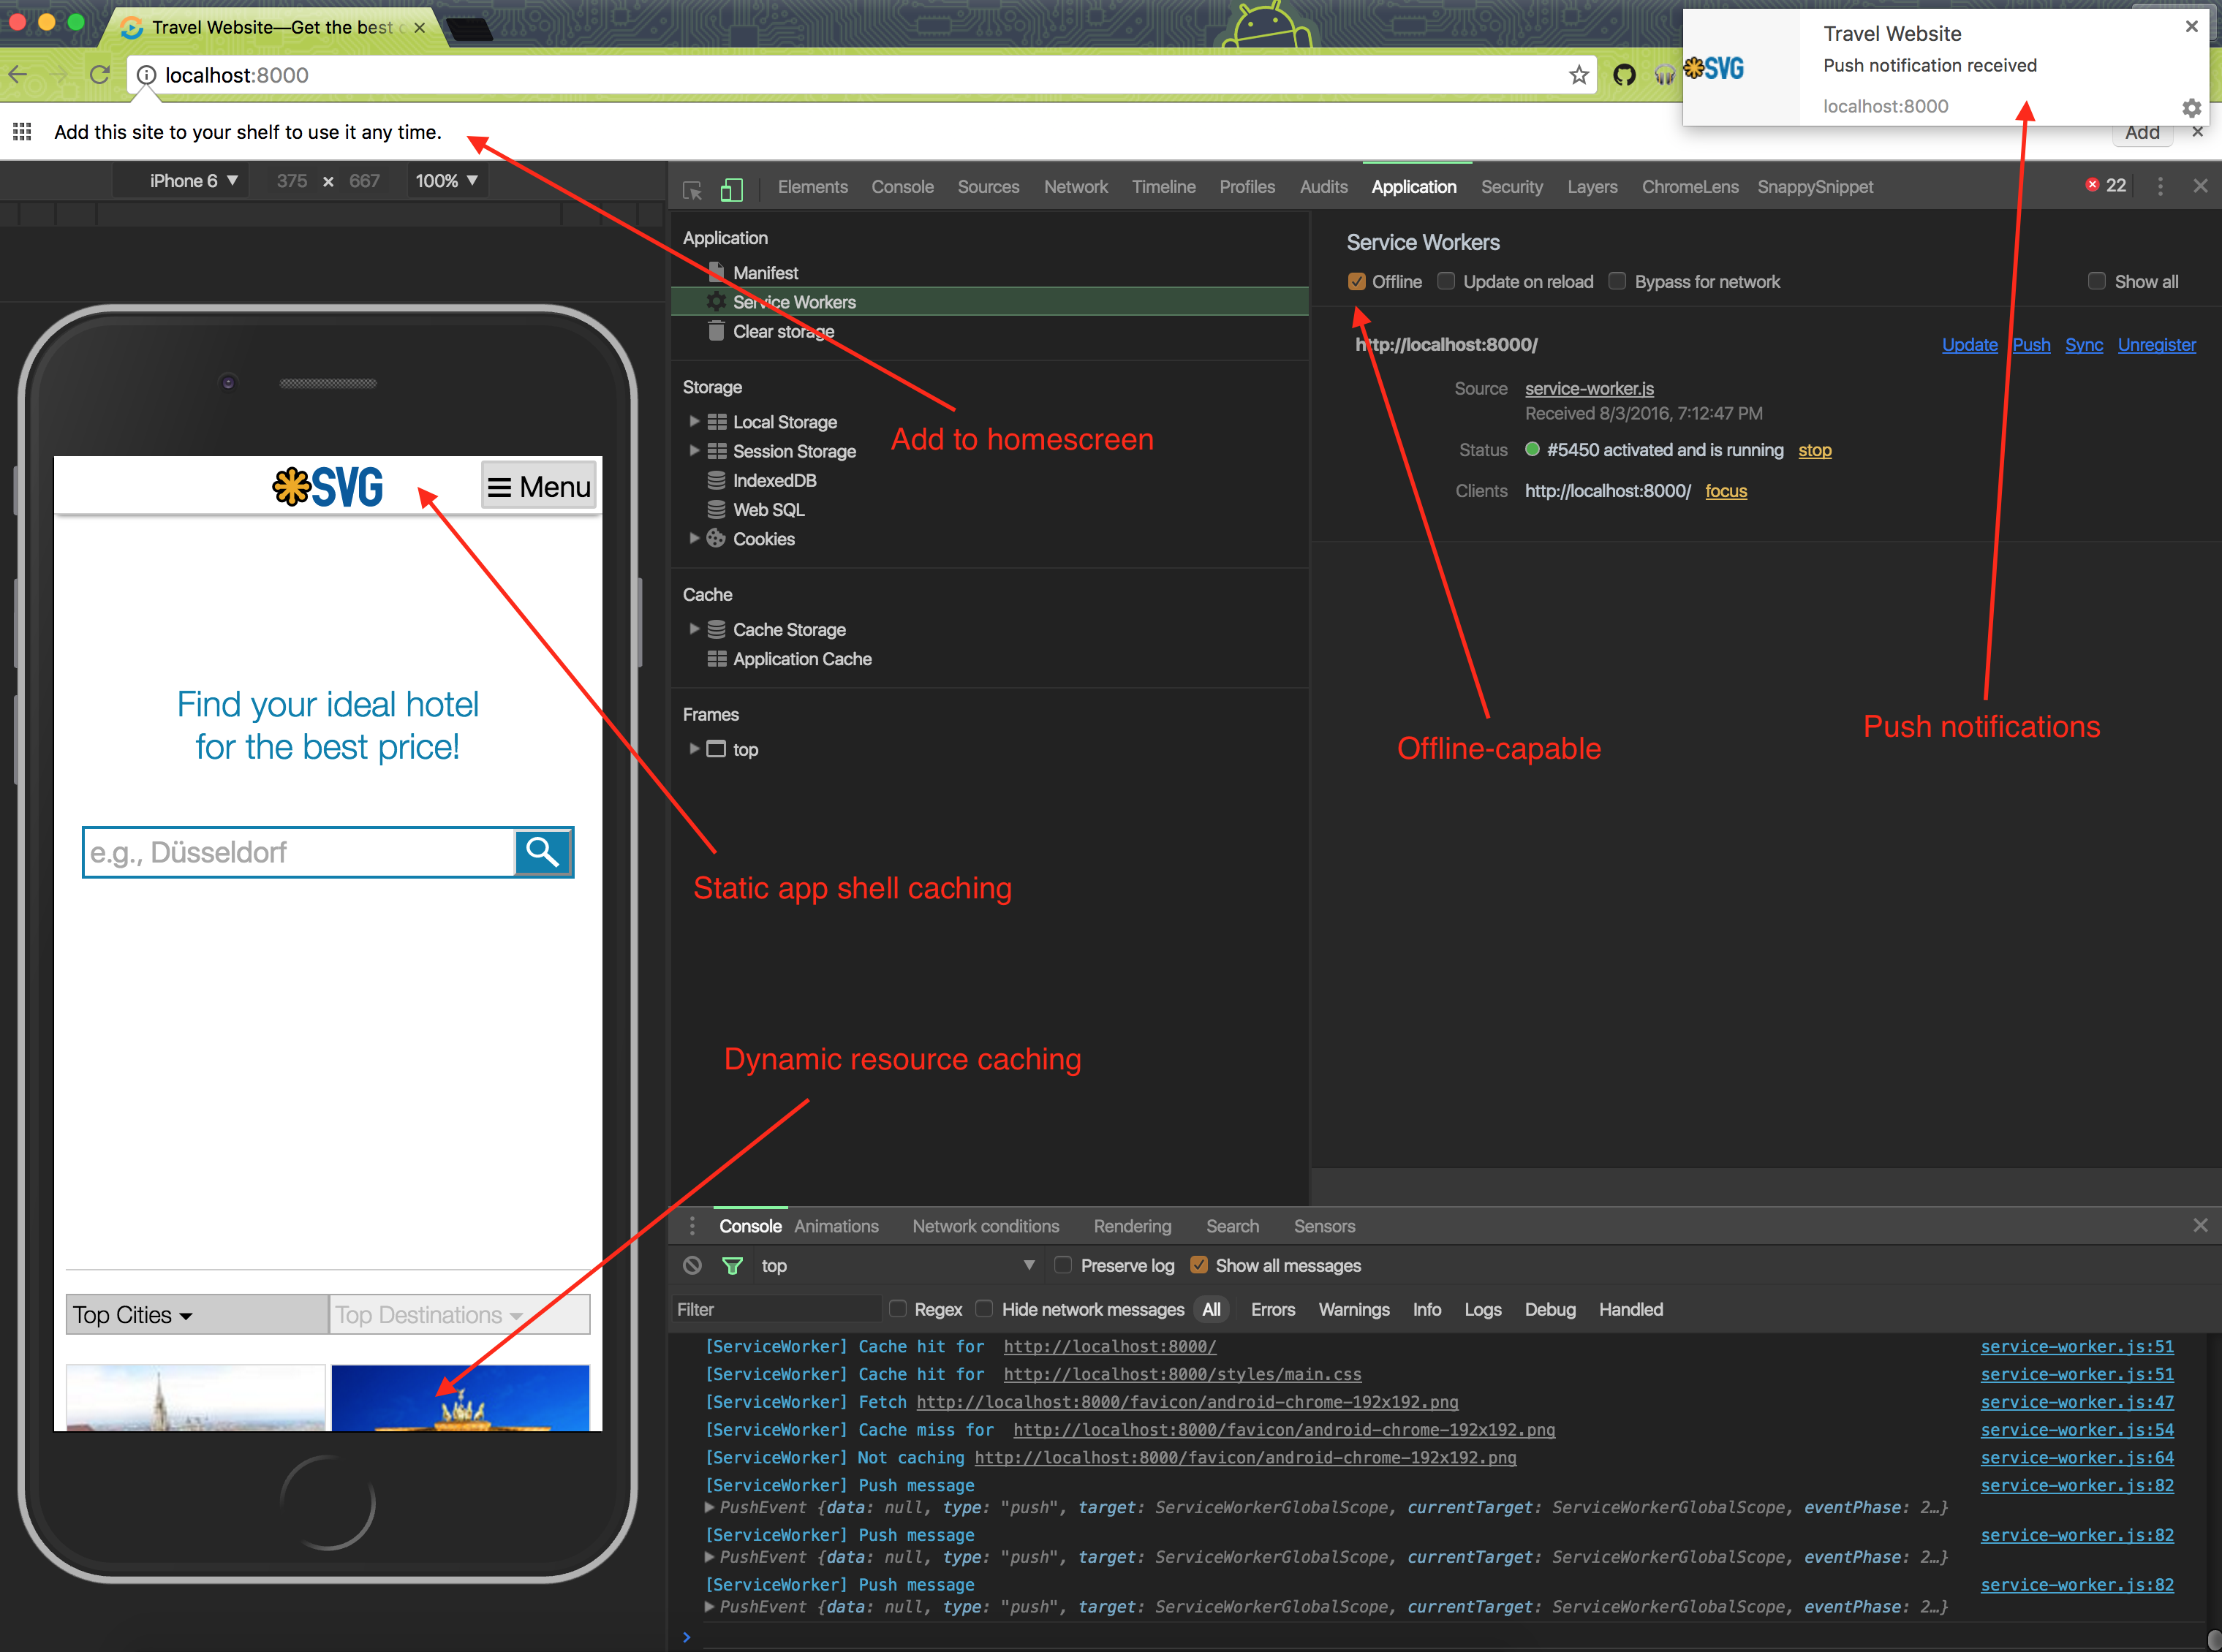 Travel Website—Get the best
localhost:8000
Add this site to your shelf to use it any time.
SVG
Travel Website
Push notification received
localhost:8000
Add
iPhone 6 ▼
375 × 667
100% ▼
Elements Console Sources Network Timeline Profiles Audits Application Security Layers ChromeLens SnappySnippet
22
Application
Manifest
Service Workers
Clear storage
Storage
Local Storage
Session Storage
IndexedDB
Web SQL
Cookies
Cache
Cache Storage
Application Cache
Frames
top
Service Workers
Offline Update on reload Bypass for network Show all
http://localhost:8000/
Update Push Sync Unregister
Source service-worker.js
Received 8/3/2016, 7:12:47 PM
Status #5450 activated and is running stop
Clients http://localhost:8000/ focus
Add to homescreen
Offline-capable
Push notifications
Static app shell caching
Dynamic resource caching
SVG
☰ Menu
Find your ideal hotel
for the best price!
e.g., Düsseldorf
Top Cities
Top Destinations
Console Animations Network conditions Rendering Search Sensors
top
Preserve log Show all messages
Filter Regex Hide network messages All Errors Warnings Info Logs Debug Handled
[ServiceWorker] Cache hit for http://localhost:8000/ service-worker.js:51
[ServiceWorker] Cache hit for http://localhost:8000/styles/main.css service-worker.js:51
[ServiceWorker] Fetch http://localhost:8000/favicon/android-chrome-192x192.png service-worker.js:47
[ServiceWorker] Cache miss for http://localhost:8000/favicon/android-chrome-192x192.png service-worker.js:54
[ServiceWorker] Not caching http://localhost:8000/favicon/android-chrome-192x192.png service-worker.js:64
[ServiceWorker] Push message service-worker.js:82
PushEvent {data: null, type: "push", target: ServiceWorkerGlobalScope, currentTarget: ServiceWorkerGlobalScope, eventPhase: 2…}
[ServiceWorker] Push message service-worker.js:82
PushEvent {data: null, type: "push", target: ServiceWorkerGlobalScope, currentTarget: ServiceWorkerGlobalScope, eventPhase: 2…}
[ServiceWorker] Push message service-worker.js:82
PushEvent {data: null, type: "push", target: ServiceWorkerGlobalScope, currentTarget: ServiceWorkerGlobalScope, eventPhase: 2…}